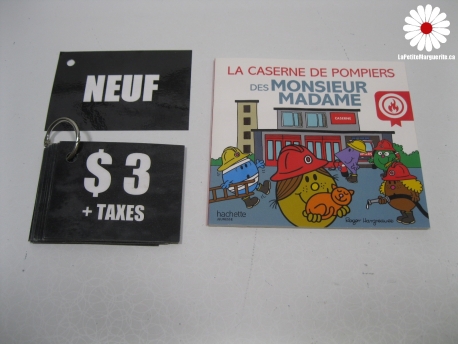 LaPetiteMarguerite.ca
NEUF
$ 3
+ TAXES
LA CASERNE DE POMPIERS
DES MONSIEUR
MADAME
CASERNE
hachette
Roger Hargreaves